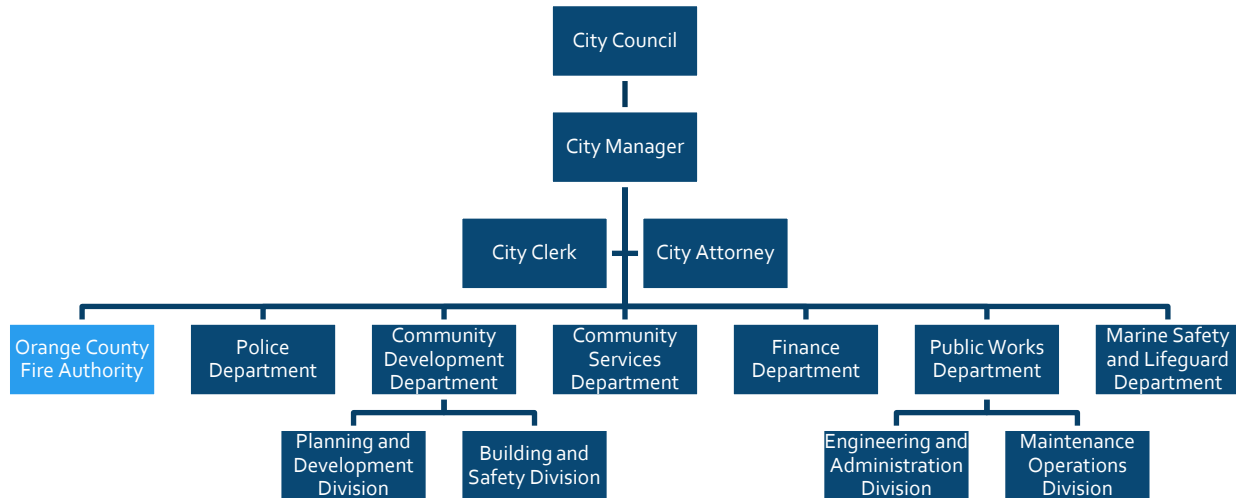 City Council
City Manager
City Clerk
City Attorney
Orange County
Fire Authority
Police
Department
Community
Development
Department
Community
Services
Department
Finance
Department
Public Works
Department
Marine Safety
and Lifeguard
Department
Planning and
Development
Division
Building and
Safety Division
Engineering and
Administration
Division
Maintenance
Operations
Division